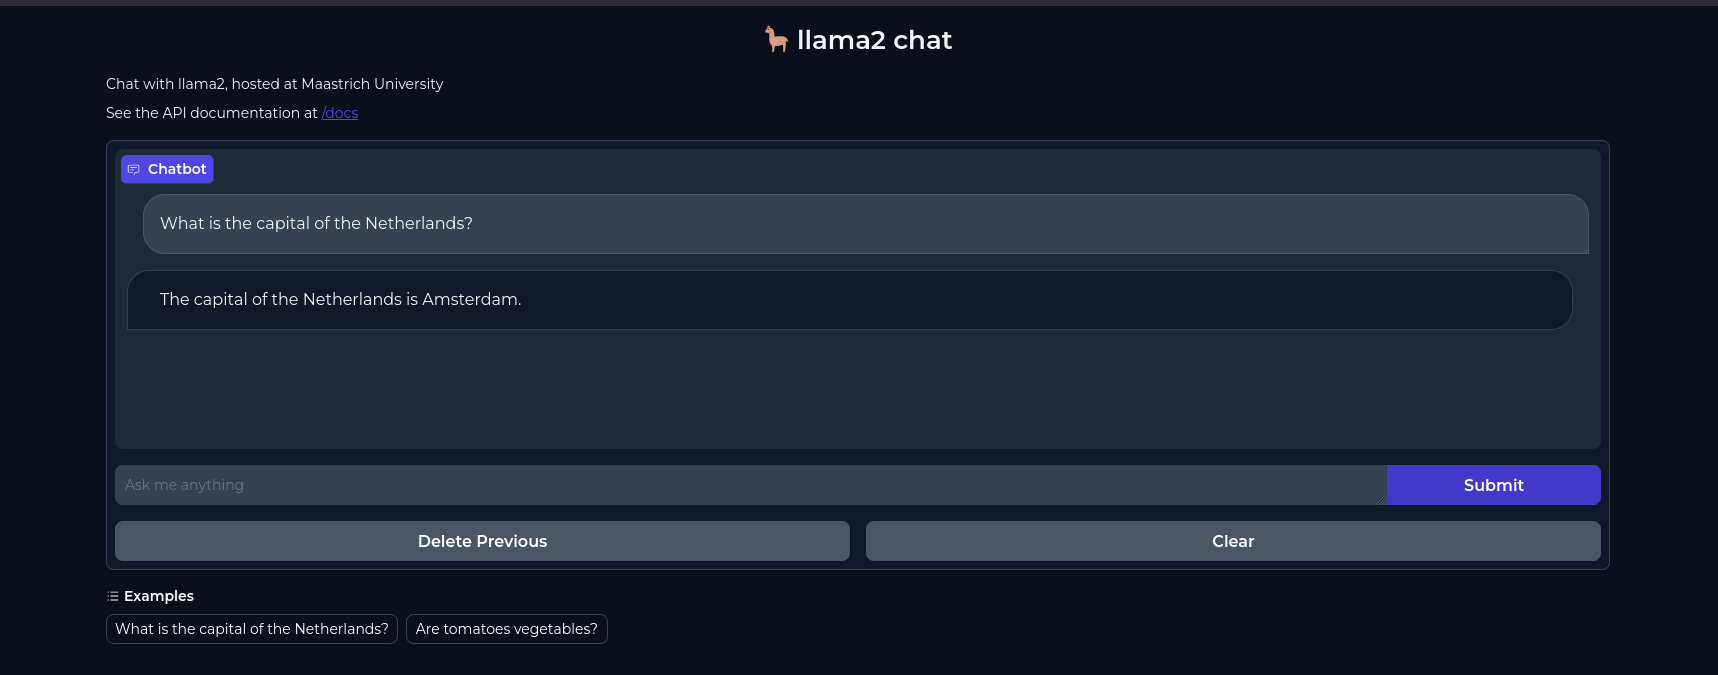 llama2 chat
Chat with llama2, hosted at Maastrich University
See the API documentation at /docs
Chatbot
What is the capital of the Netherlands?
The capital of the Netherlands is Amsterdam.
Ask me anything
Submit
Delete Previous
Clear
Examples
What is the capital of the Netherlands?
Are tomatoes vegetables?